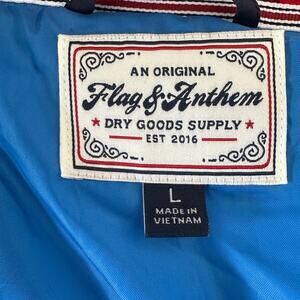 AN ORIGINAL
Flag & Anthem
★ DRY GOODS SUPPLY ★
EST 2016
L
MADE IN
VIETNAM